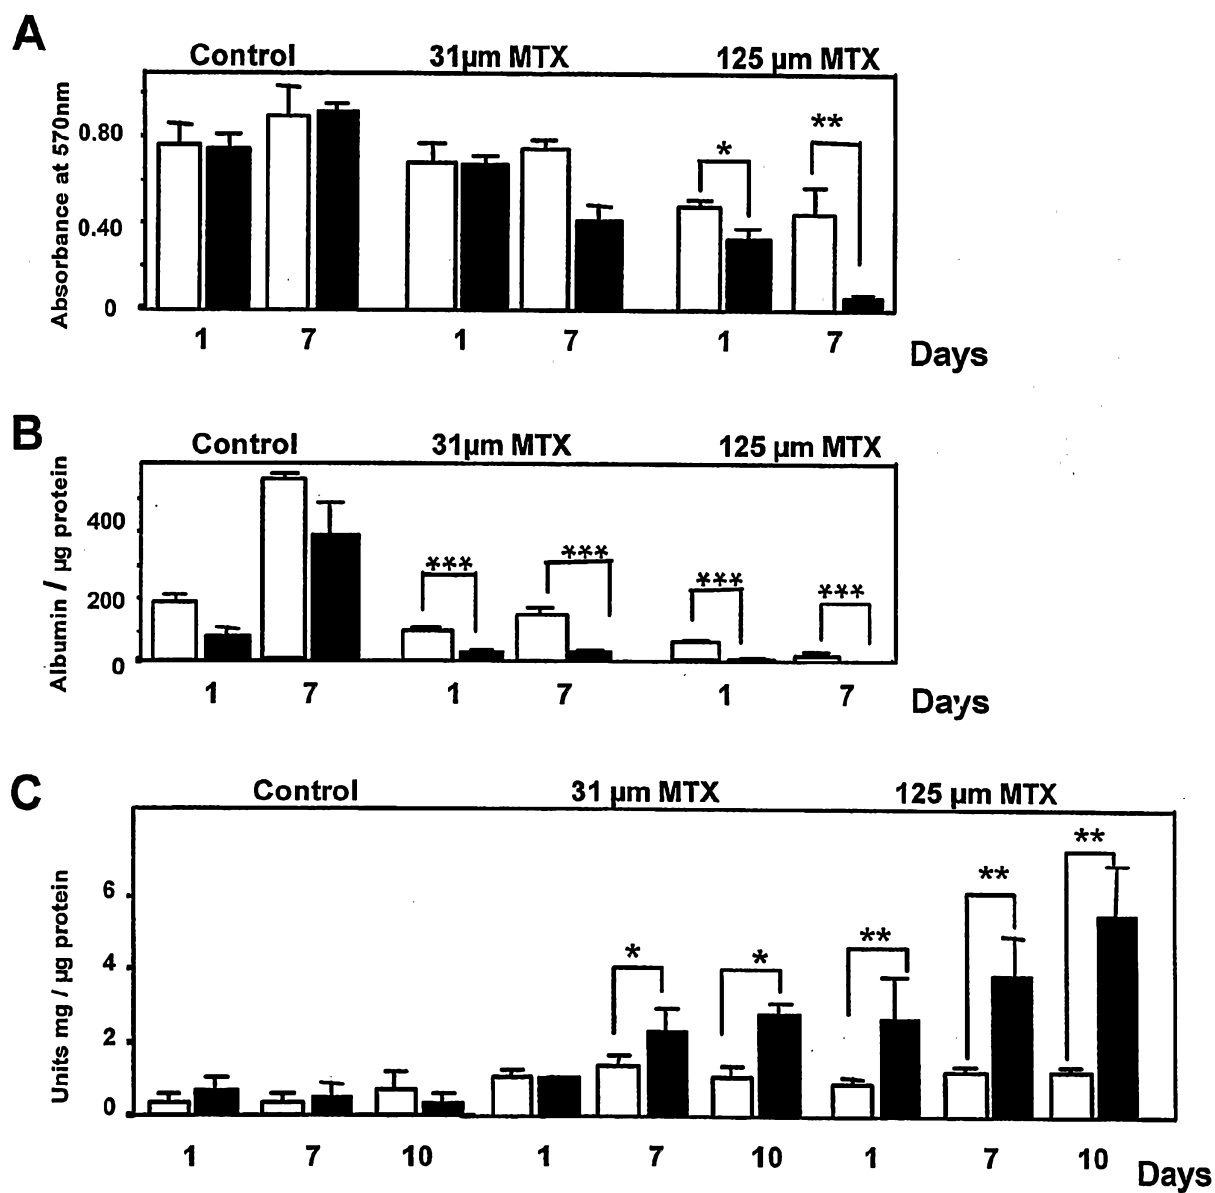 A
Control 31µm MTX 125 µm MTX
Absorbance at 570nm
0.80
0.40
0
* **
1 7 1 7 1 7
Days
B
Control 31µm MTX 125 µm MTX
Albumin / µg protein
400
200
0
*** *** *** ***
1 7 1 7 1 7
Days
C
Control 31 µm MTX 125 µm MTX
Units mg / µg protein
6
4
2
0
* * ** ** **
1 7 10 1 7 10 1 7 10
Days